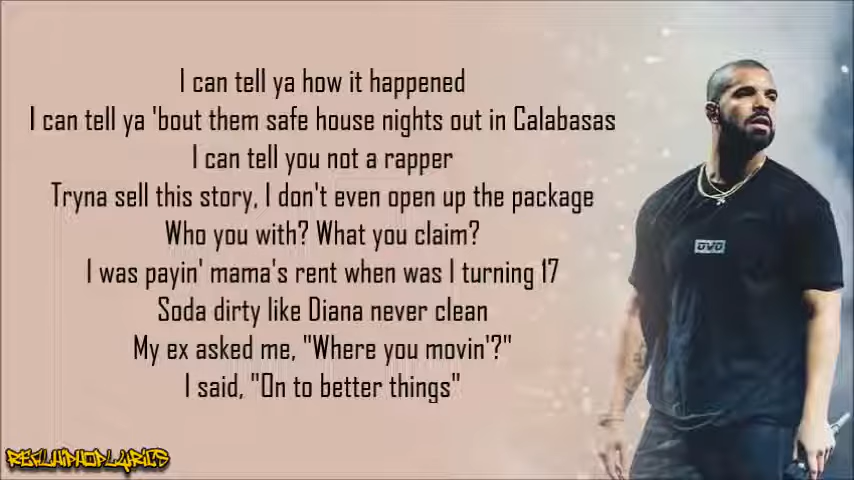 I can tell ya how it happened
I can tell ya 'bout them safe house nights out in Calabasas
I can tell you not a rapper
Tryna sell this story, I don't even open up the package
Who you with? What you claim?
I was payin' mama's rent when was I turning 17
Soda dirty like Diana never clean
My ex asked me, "Where you movin'?"
I said, "On to better things"
OVO
REALHIPHOPLYRICS